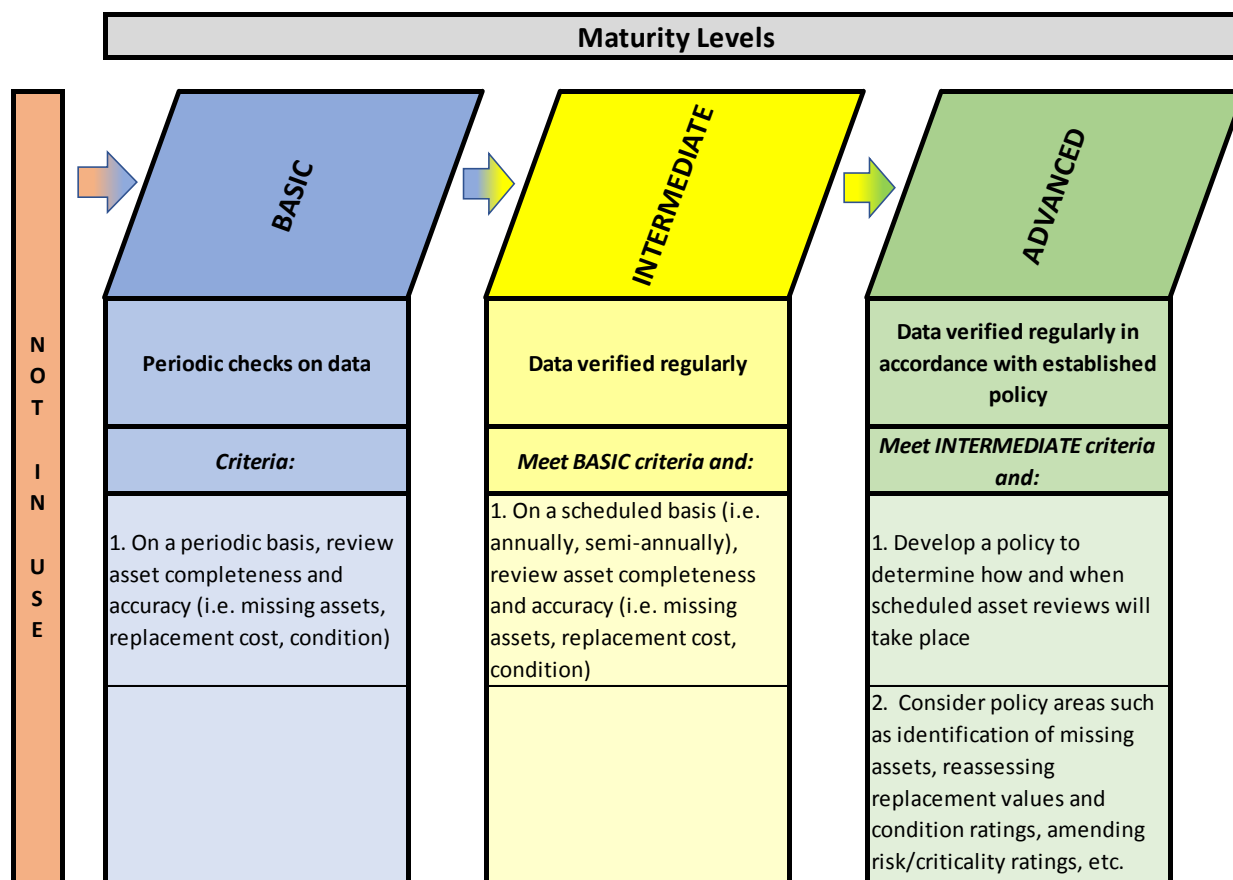 Maturity Levels
NOT IN USE
BASIC
INTERMEDIATE
ADVANCED
Periodic checks on data
Data verified regularly
Data verified regularly in
accordance with established
policy
Criteria:
Meet BASIC criteria and:
Meet INTERMEDIATE criteria
and:
1. On a periodic basis, review
asset completeness and
accuracy (i.e. missing assets,
replacement cost, condition)
1. On a scheduled basis (i.e.
annually, semi-annually),
review asset completeness
and accuracy (i.e. missing
assets, replacement cost,
condition)
1. Develop a policy to
determine how and when
scheduled asset reviews will
take place
2.  Consider policy areas such
as identification of missing
assets, reassessing
replacement values and
condition ratings, amending
risk/criticality ratings, etc.